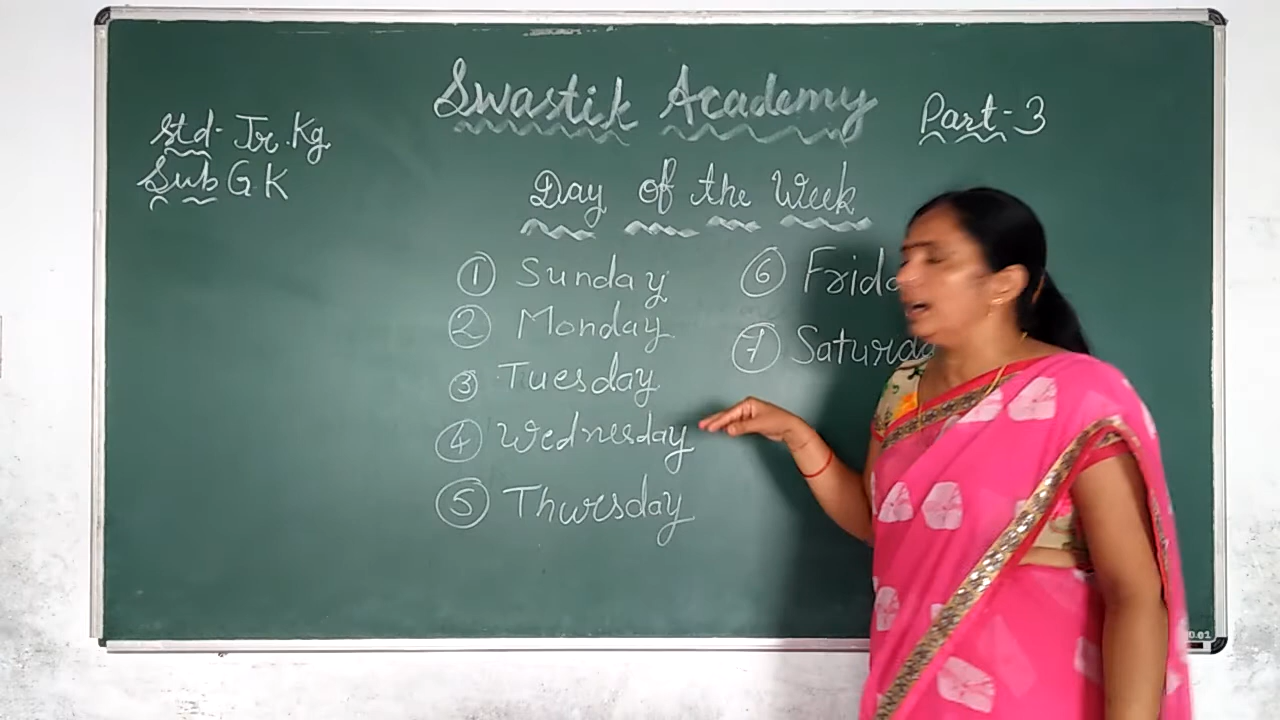 Swastik Academy
Std- Jr. Kg
Part-3
Sub G.K
Day of the Week
1 Sunday
2 Monday
3 Tuesday
4 Wednesday
5 Thursday
6 Frida
7 Saturda